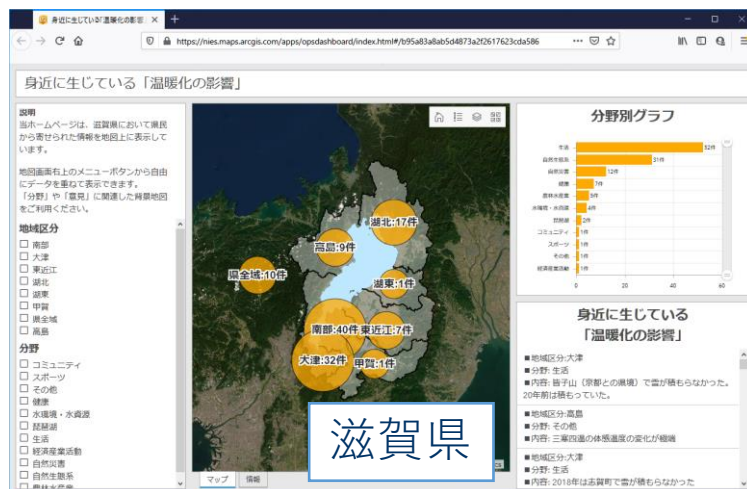 身近に生じている「温暖化の影響」
https://nies.maps.arcgis.com/apps/opsdashboard/index.html#/b95a83a8ab5d4873a2f2617623cda586
身近に生じている「温暖化の影響」
説明
当ホームページは、滋賀県において県民
から寄せられた情報を地図上に表示して
います。
地図画面右上のメニューボタンから自由
にデータを重ねて表示できます。
「分野」や「意見」に関連した背景地図
をご利用ください。
地域区分
南部
大津
東近江
湖北
湖東
甲賀
県全域
高島
分野
コミュニティ
スポーツ
その他
健康
水環境・水資源
琵琶湖
生活
経済産業活動
自然災害
自然生態系
農林水産業
湖北:17件
高島:9件
県全域:10件
湖東:1件
南部:40件
東近江:7件
大津:32件
甲賀:1件
滋賀県
マップ
情報
分野別グラフ
生活 52件
自然生態系 31件
自然災害 12件
健康 7件
農林水産業 5件
水環境・水資源 4件
琵琶湖 2件
コミュニティ 1件
スポーツ 1件
その他 1件
経済産業活動 1件
0 20 40 60
身近に生じている
「温暖化の影響」
■地域区分:大津
■分野: 生活
■内容: 皆子山（京都との県境）で雪が積もらなかった。
20年前は積もっていた。
■地域区分:高島
■分野: その他
■内容: 三寒四温の体感温度の変化が極端
■地域区分:大津
■分野: 生活
■内容: 2018年は志賀町で雪が積もらなかった